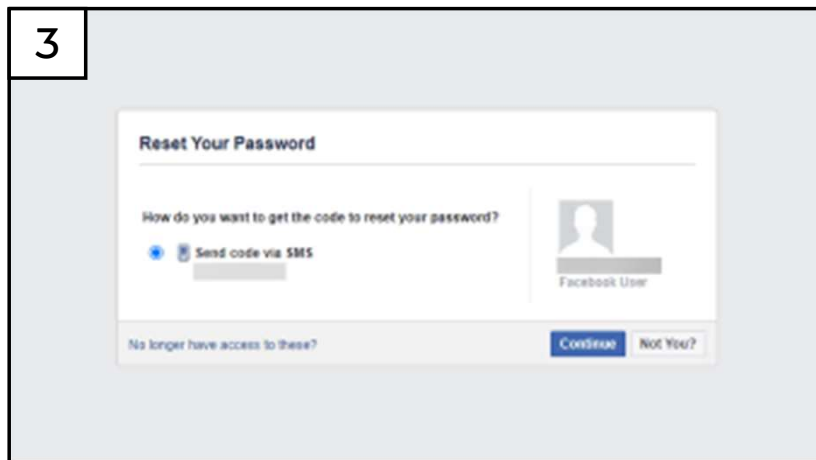 3
Reset Your Password
How do you want to get the code to reset your password?
Send code via SMS
Facebook User
No longer have access to these?
Continue
Not You?